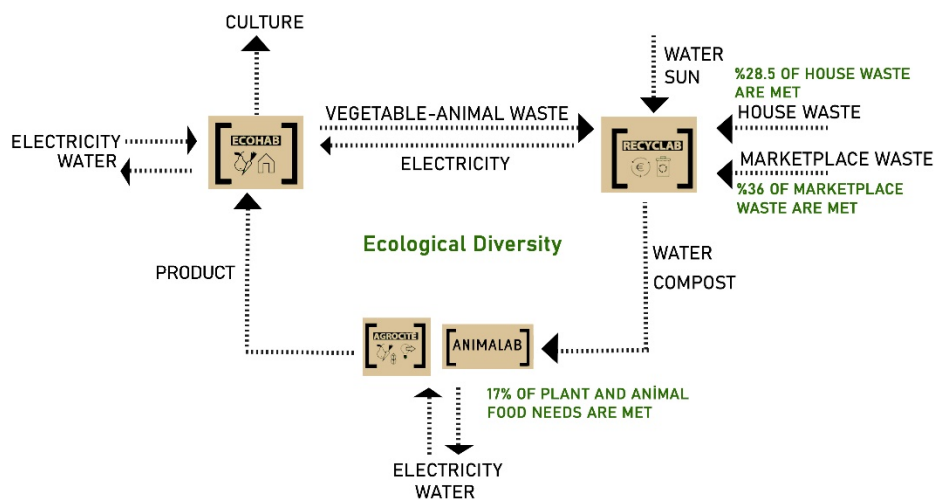 CULTURE
WATER
SUN
%28.5 OF HOUSE WASTE
ARE MET
HOUSE WASTE
VEGETABLE-ANIMAL WASTE
ELECTRICITY
WATER
ECOHAB
ELECTRICITY
RECYCLAB
MARKETPLACE WASTE
%36 OF MARKETPLACE
WASTE ARE MET
Ecological Diversity
PRODUCT
WATER
COMPOST
AGROCITE
ANIMALAB
17% OF PLANT AND ANİMAL
FOOD NEEDS ARE MET
ELECTRICITY
WATER